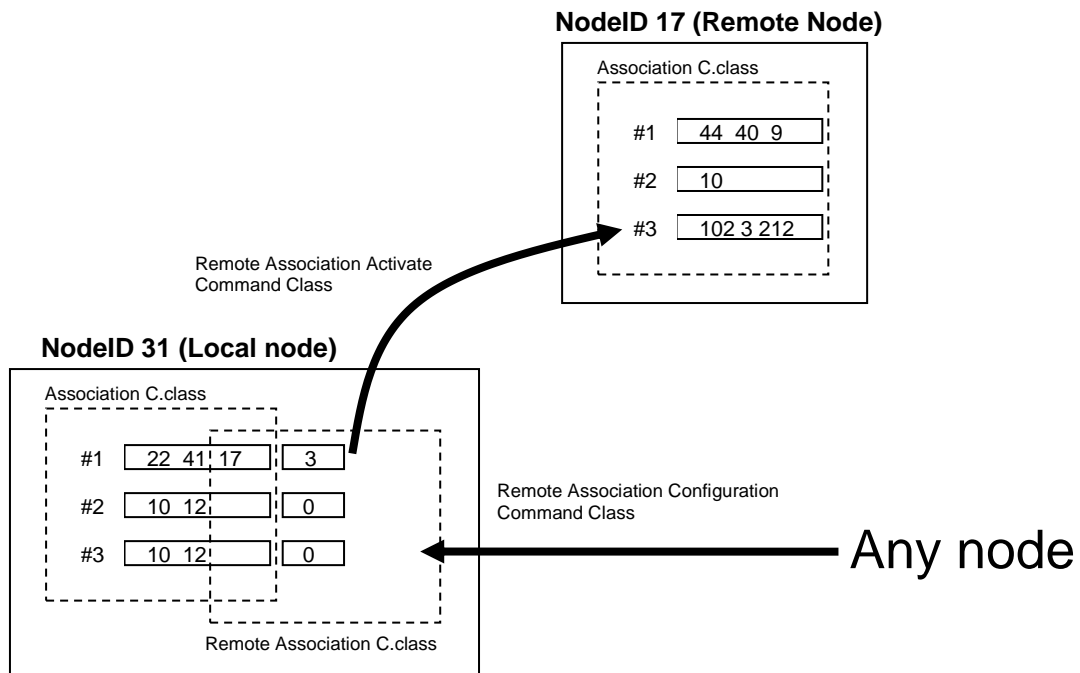 NodeID 17 (Remote Node)
Association C.class
#1 44 40 9
#2 10
#3 102 3 212
Remote Association Activate
Command Class
NodeID 31 (Local node)
Association C.class
#1 22 41 17 3
#2 10 12 0
#3 10 12 0
Remote Association C.class
Remote Association Configuration
Command Class
Any node